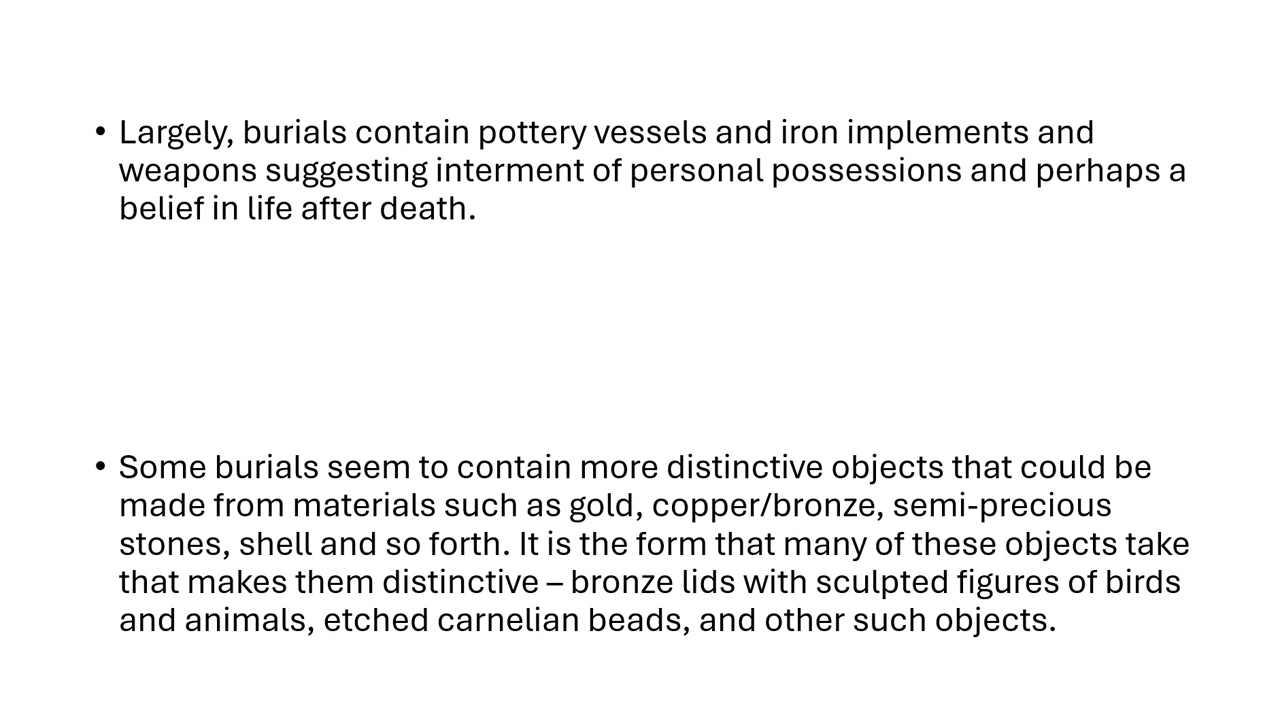 • Largely, burials contain pottery vessels and iron implements and
weapons suggesting interment of personal possessions and perhaps a
belief in life after death.
• Some burials seem to contain more distinctive objects that could be
made from materials such as gold, copper/bronze, semi-precious
stones, shell and so forth. It is the form that many of these objects take
that makes them distinctive – bronze lids with sculpted figures of birds
and animals, etched carnelian beads, and other such objects.